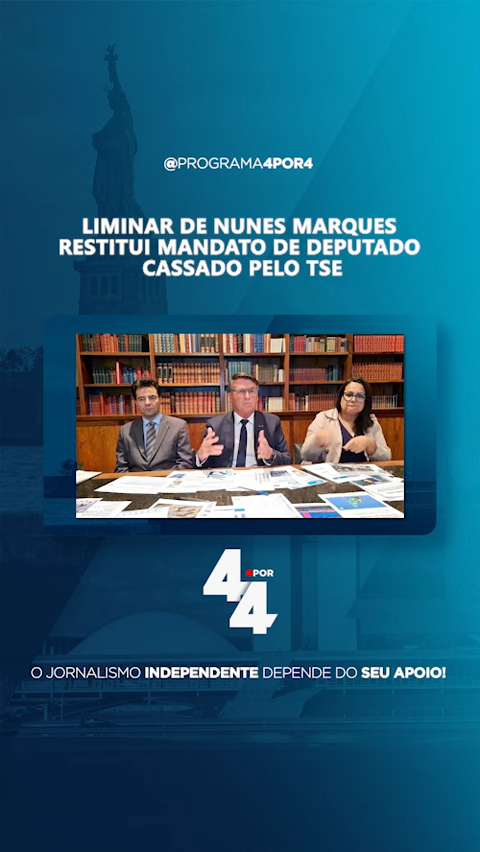 @PROGRAMA4POR4
LIMINAR DE NUNES MARQUES
RESTITUI MANDATO DE DEPUTADO
CASSADO PELO TSE
4 POR
4
O JORNALISMO INDEPENDENTE DEPENDE DO SEU APOIO!